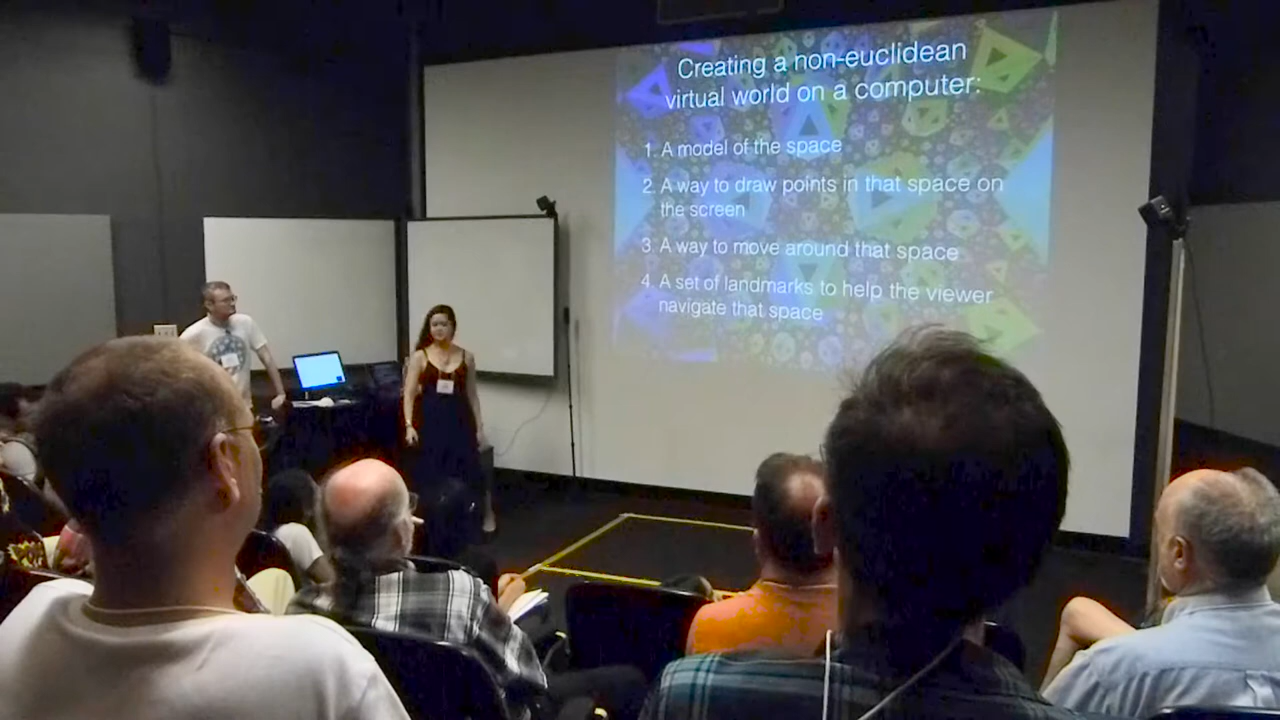 Creating a non-euclidean
virtual world on a computer:
1. A model of the space
2. A way to draw points in that space on
the screen
3. A way to move around that space
4. A set of landmarks to help the viewer
navigate that space